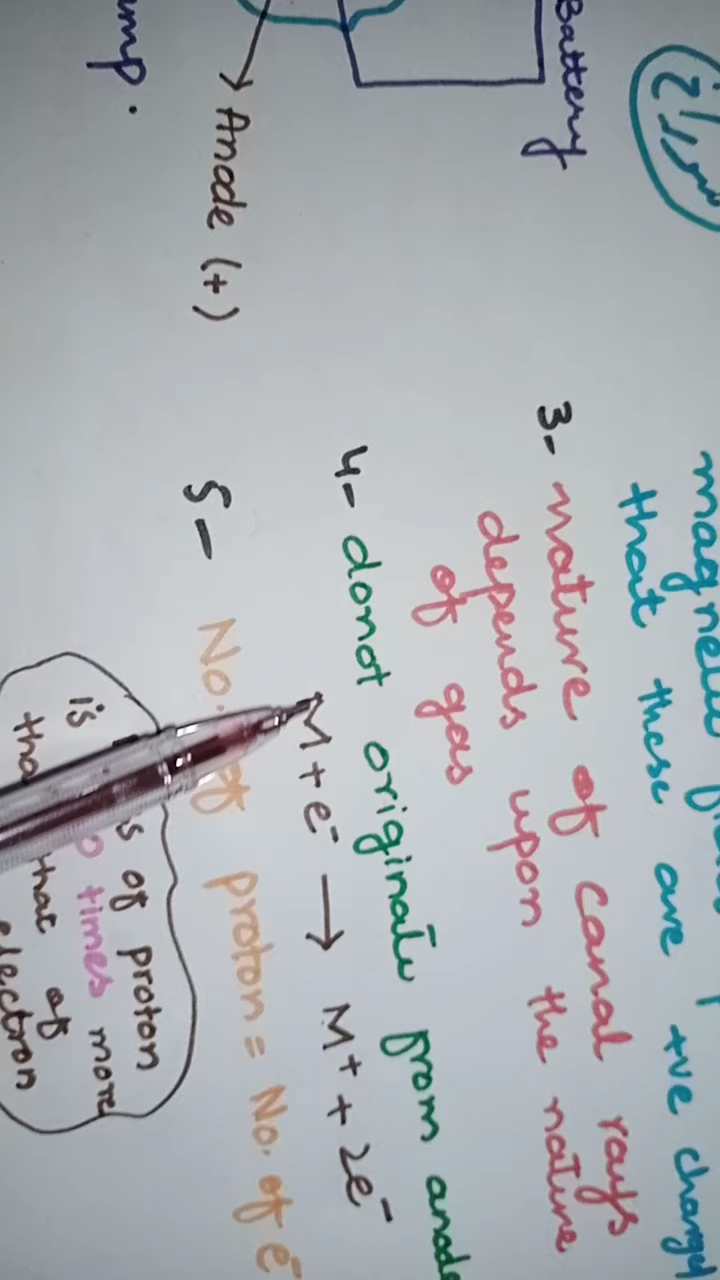 Battery
Anode (+)
ump.
magnetic
that these are +ve charged
3- nature of canal rays
depends upon the nature
of gas
4- donot originate from anode
M + e⁻ → M⁺ + 2e⁻
5- No. of proton = No. of e⁻
s of proton
is times more
that of
electron